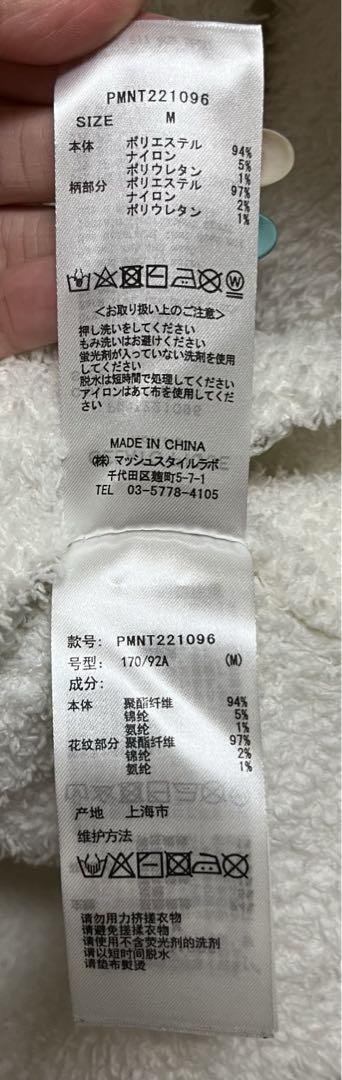 PMNT221096
SIZE M
本体 ポリエステル 94%
ナイロン 5%
ポリウレタン 1%
柄部分 ポリエステル 97%
ナイロン 2%
ポリウレタン 1%
＜お取り扱い上のご注意＞
押し洗いをしてください
もみ洗いはお避けください
蛍光剤が入っていない洗剤を使用
してください
脱水は短時間で処理してください
アイロンはあて布を使用してくだ
さい
MADE IN CHINA
(株)マッシュスタイルラボ
千代田区麹町5-7-1
TEL 03-5778-4105
款号: PMNT221096
号型: 170/92A (M)
成分:
本体 聚酯纤维 94%
锦纶 5%
氨纶 1%
花纹部分 聚酯纤维 97%
锦纶 2%
氨纶 1%
产地 上海市
维护方法
请勿用力挤搓衣物
请避免搓揉衣物
请使用不含荧光剂的洗剂
请以短时间脱水
请垫布熨烫